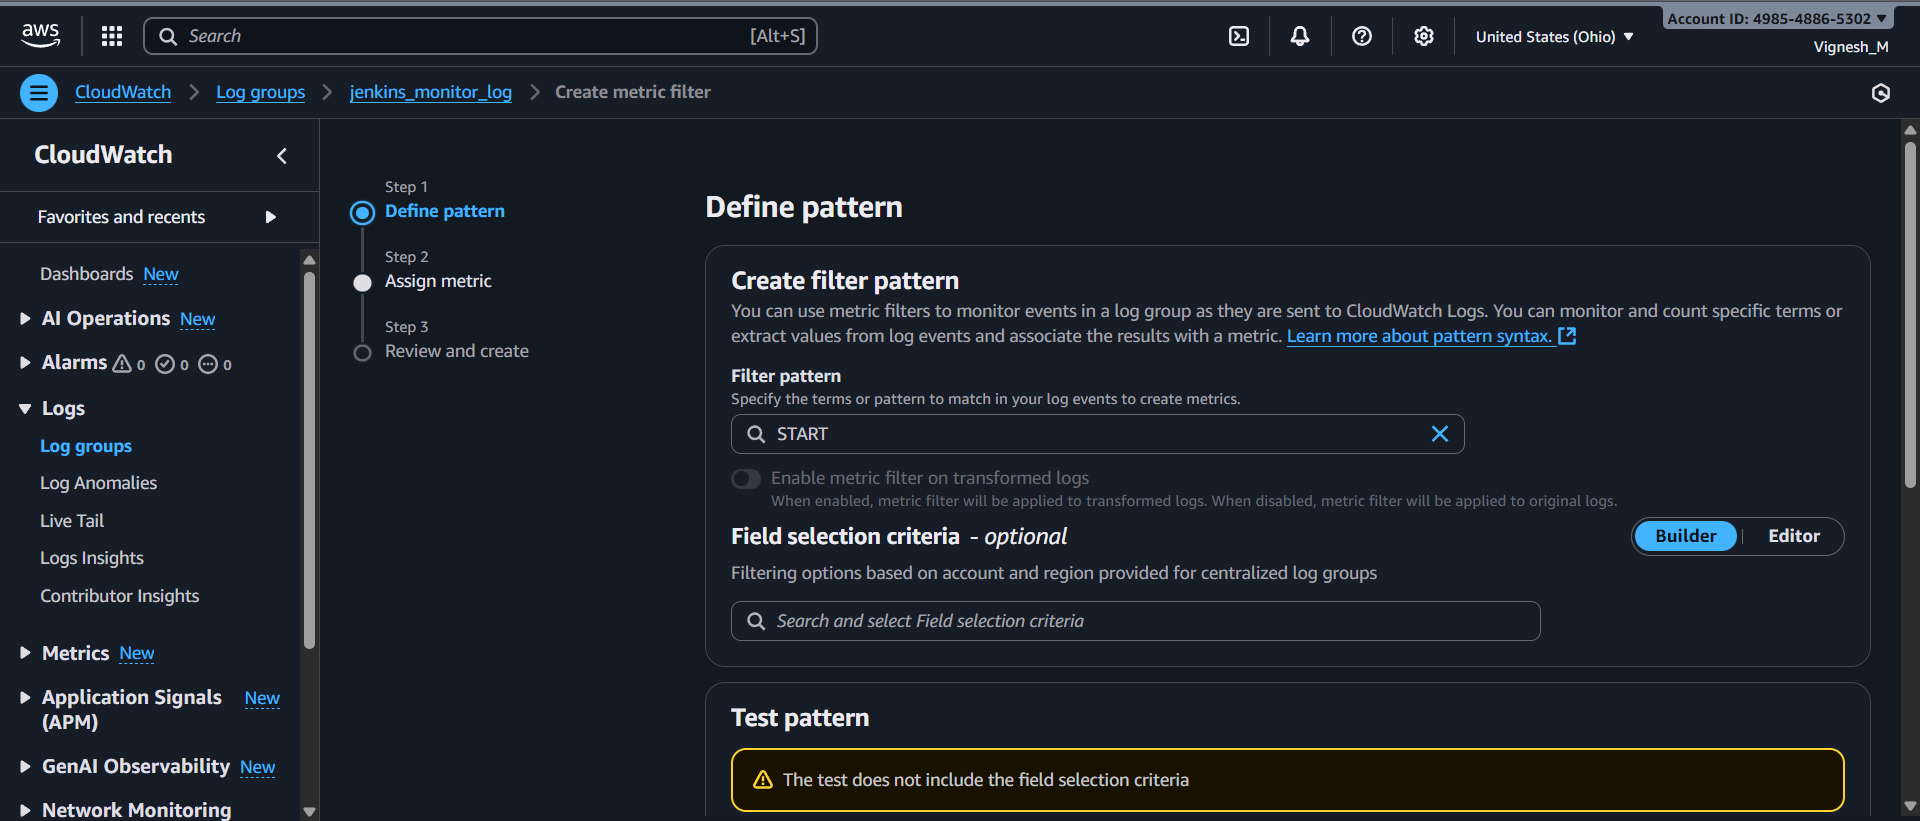 aws
Search
[Alt+S]
United States (Ohio)
Account ID: 4985-4886-5302
Vignesh_M
CloudWatch
Log groups
jenkins_monitor_log
Create metric filter
CloudWatch
Favorites and recents
Dashboards New
AI Operations New
Alarms 0 0 0
Logs
Log groups
Log Anomalies
Live Tail
Logs Insights
Contributor Insights
Metrics New
Application Signals New
(APM)
GenAI Observability New
Network Monitoring
Step 1
Define pattern
Step 2
Assign metric
Step 3
Review and create
Define pattern
Create filter pattern
You can use metric filters to monitor events in a log group as they are sent to CloudWatch Logs. You can monitor and count specific terms or
extract values from log events and associate the results with a metric. Learn more about pattern syntax.
Filter pattern
Specify the terms or pattern to match in your log events to create metrics.
START
Enable metric filter on transformed logs
When enabled, metric filter will be applied to transformed logs. When disabled, metric filter will be applied to original logs.
Field selection criteria - optional
Builder
Editor
Filtering options based on account and region provided for centralized log groups
Search and select Field selection criteria
Test pattern
The test does not include the field selection criteria